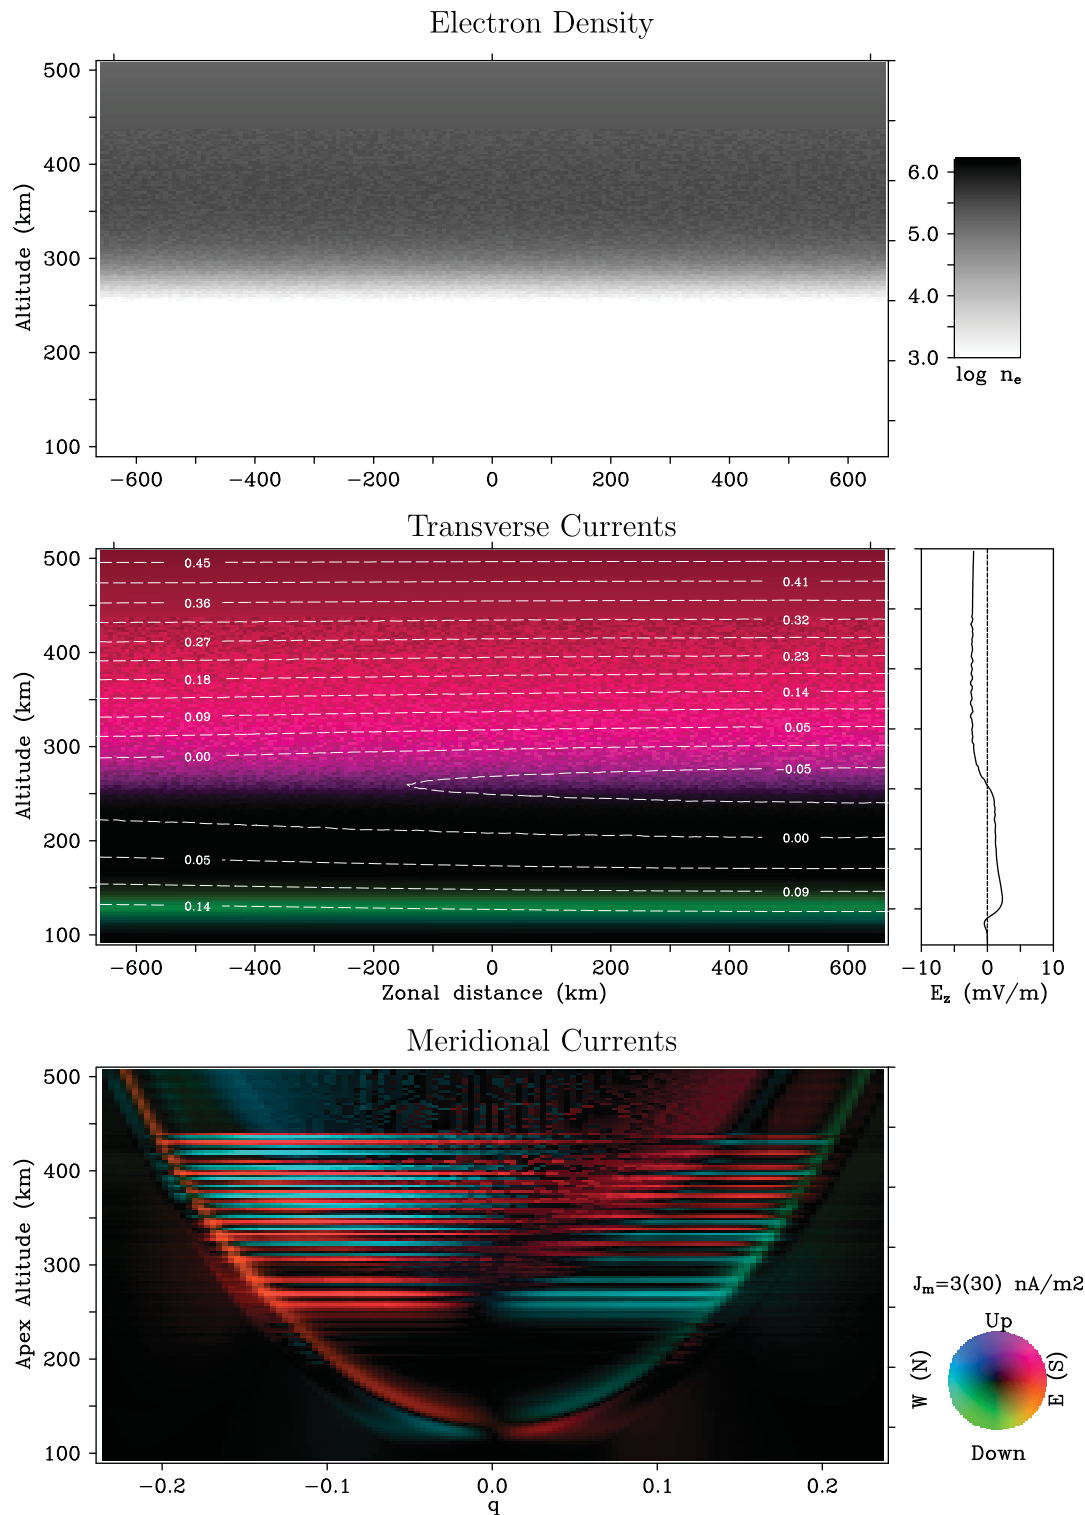 Electron Density
500
400
300
200
100
Altitude (km)
−600 −400 −200 0 200 400 600
6.0
5.0
4.0
3.0
log nₑ
Transverse Currents
500
400
300
200
100
Altitude (km)
0.45
0.41
0.36
0.32
0.27
0.23
0.18
0.14
0.09
0.05
0.00
−0.05
0.00
0.05
0.09
0.14
−600 −400 −200 0 200 400 600
Zonal distance (km)
−10 0 10
E_z (mV/m)
Meridional Currents
500
400
300
200
100
Apex Altitude (km)
−0.2 −0.1 0.0 0.1 0.2
q
Jₘ=3(30) nA/m2
Up
W (N)
E (S)
Down